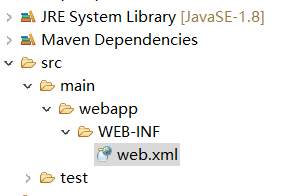 JRE System Library [JavaSE-1.8]
Maven Dependencies
src
main
webapp
WEB-INF
web.xml
test